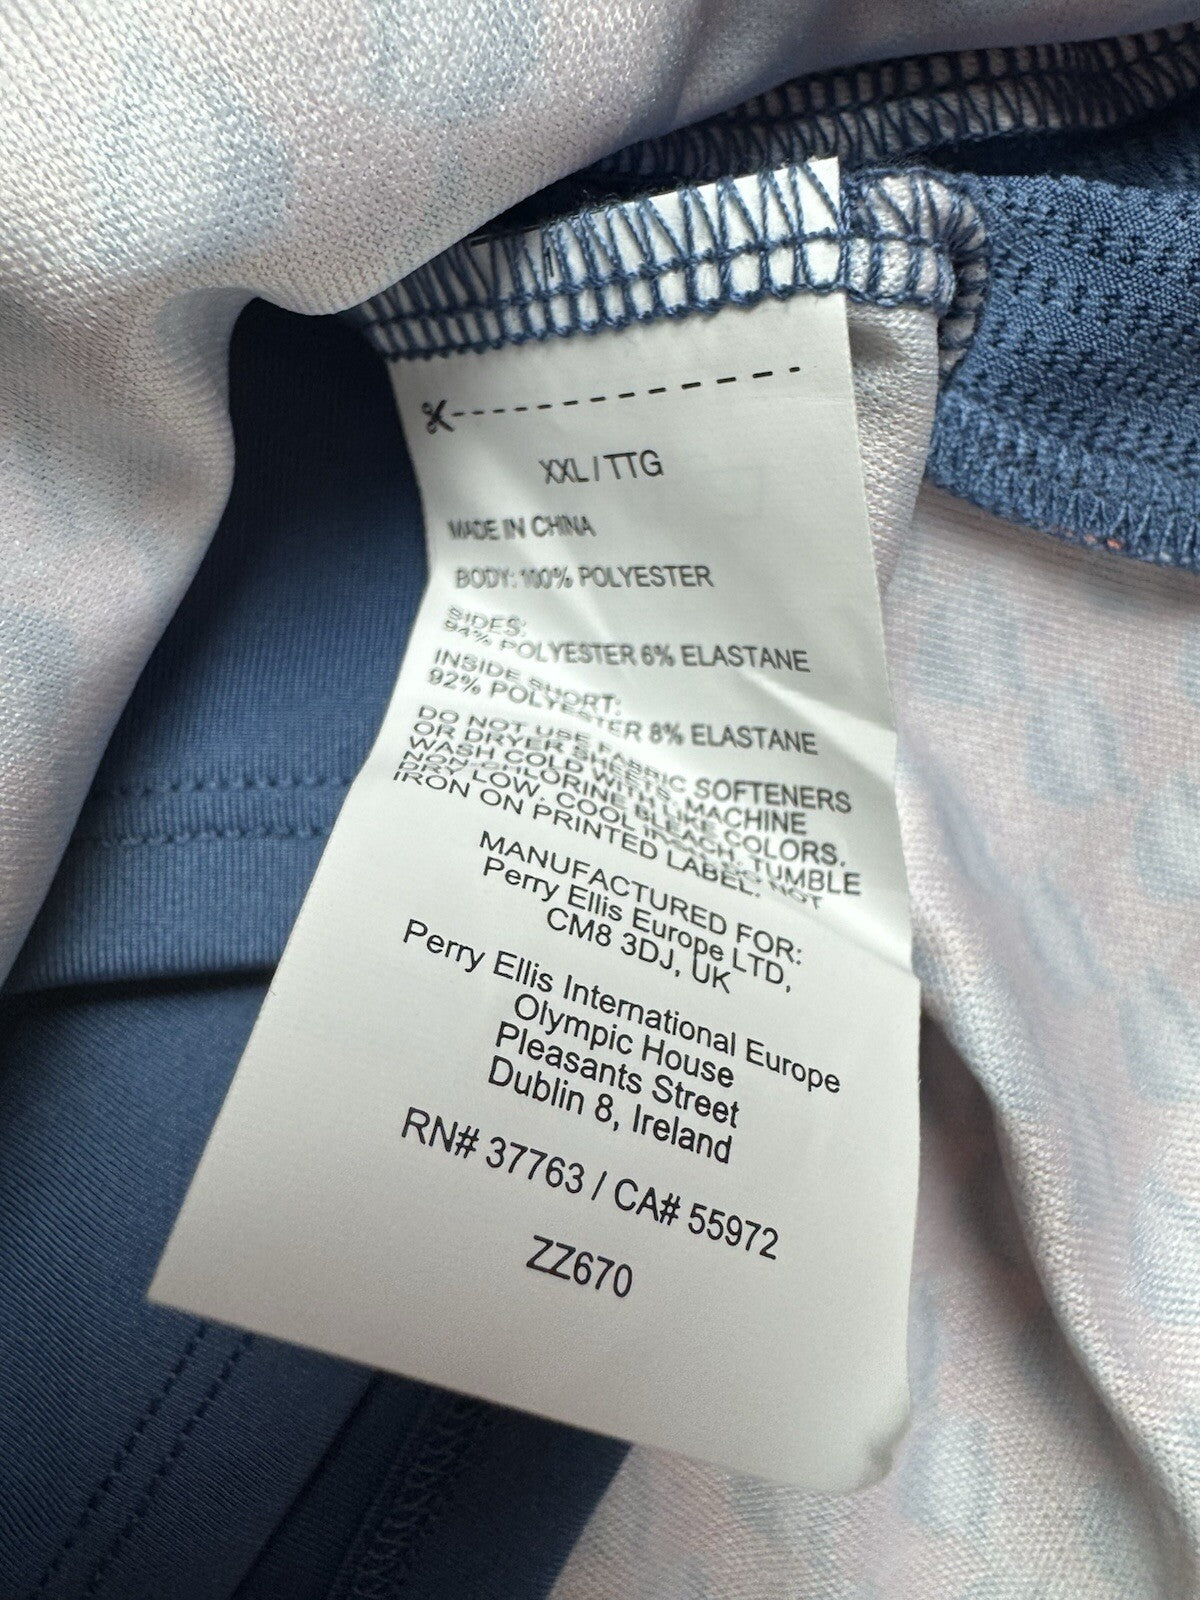 XXL / TTG
MADE IN CHINA
BODY: 100% POLYESTER
SIDES:
94% POLYESTER 6% ELASTANE
INSIDE SHORT:
92% POLYESTER 8% ELASTANE
DO NOT USE FABRIC SOFTENERS
OR DRYER SHEETS. MACHINE
WASH COLD WITH LIKE COLORS.
NON-CHLORINE BLEACH. TUMBLE
DRY LOW. COOL IRON. DO NOT
IRON ON PRINTED LABEL.
MANUFACTURED FOR:
Perry Ellis Europe LTD,
CM8 3DJ, UK
Perry Ellis International Europe
Olympic House
Pleasants Street
Dublin 8, Ireland
RN# 37763 / CA# 55972
ZZ670